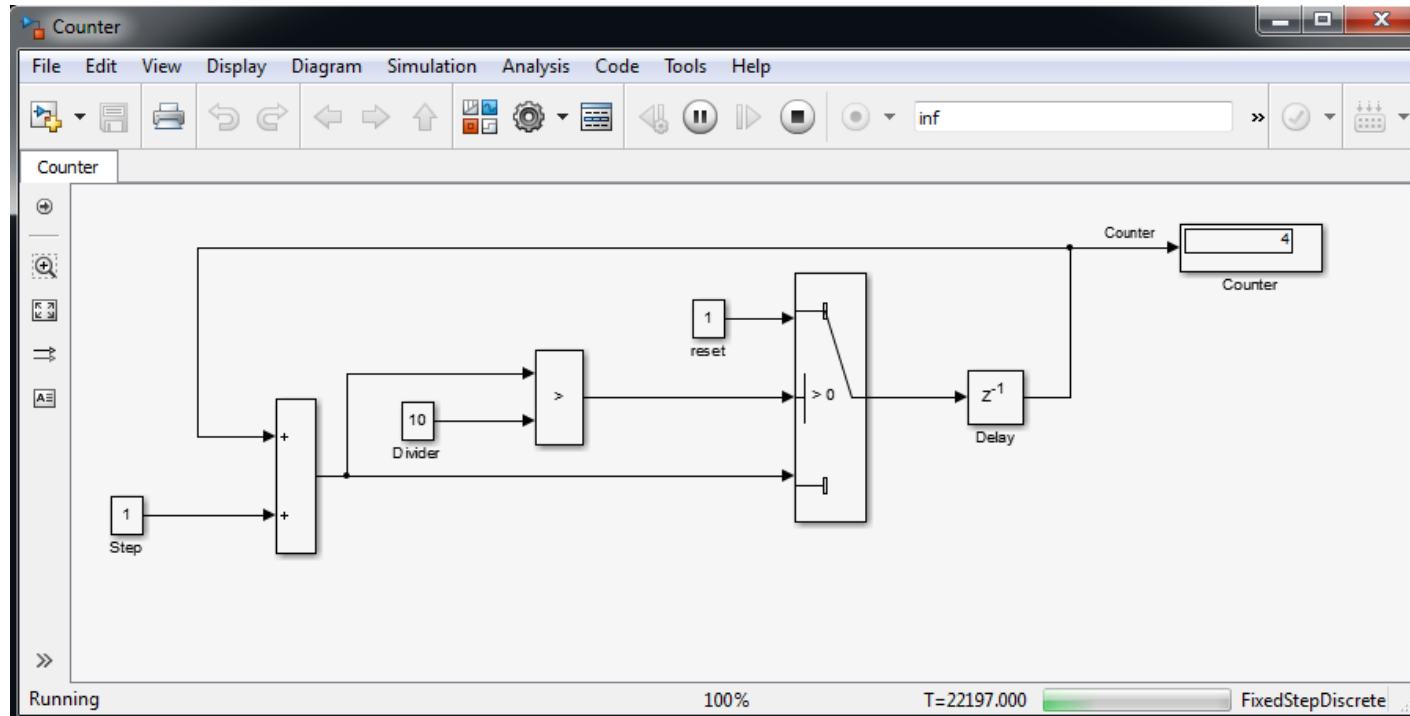 Counter
File Edit View Display Diagram Simulation Analysis Code Tools Help
inf
»
Counter
Counter
4
Counter
1
reset
>
> 0
z-1
Delay
10
Divider
+
+
1
Step
A
»
Running 100% T=22197.000 FixedStepDiscrete